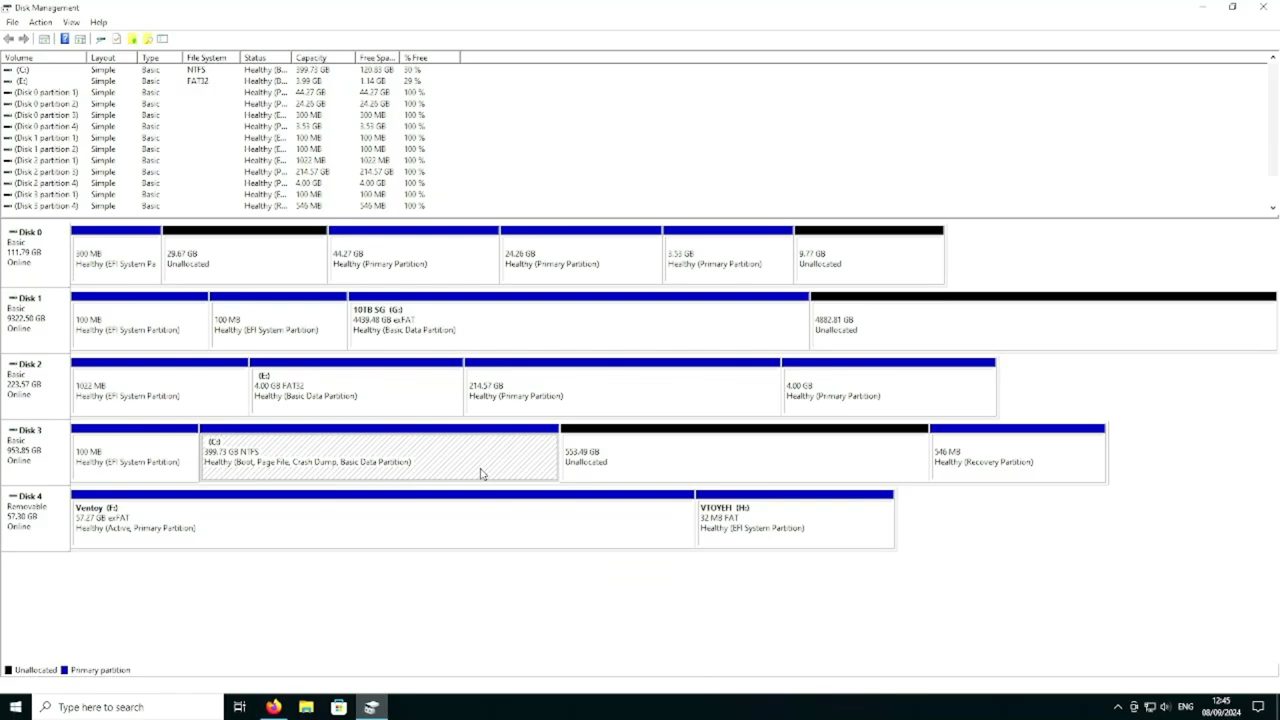 Disk Management
File Action View Help
Volume Layout Type File System Status Capacity Free Spa... % Free
(C:) Simple Basic NTFS Healthy (B... 399.73 GB 120.83 GB 30 %
(E:) Simple Basic FAT32 Healthy (B... 3.99 GB 1.14 GB 29 %
(Disk 0 partition 1) Simple Basic Healthy (P... 44.27 GB 44.27 GB 100 %
(Disk 0 partition 2) Simple Basic Healthy (P... 24.26 GB 24.26 GB 100 %
(Disk 0 partition 3) Simple Basic Healthy (E... 300 MB 300 MB 100 %
(Disk 0 partition 4) Simple Basic Healthy (P... 3.53 GB 3.53 GB 100 %
(Disk 1 partition 1) Simple Basic Healthy (E... 100 MB 100 MB 100 %
(Disk 1 partition 2) Simple Basic Healthy (E... 100 MB 100 MB 100 %
(Disk 2 partition 1) Simple Basic Healthy (E... 1022 MB 1022 MB 100 %
(Disk 2 partition 3) Simple Basic Healthy (P... 214.57 GB 214.57 GB 100 %
(Disk 2 partition 4) Simple Basic Healthy (P... 4.00 GB 4.00 GB 100 %
(Disk 3 partition 1) Simple Basic Healthy (E... 100 MB 100 MB 100 %
(Disk 3 partition 4) Simple Basic Healthy (R... 546 MB 546 MB 100 %
Disk 0
Basic
111.79 GB
Online
300 MB
Healthy (EFI System Pa
29.67 GB
Unallocated
44.27 GB
Healthy (Primary Partition)
24.26 GB
Healthy (Primary Partition)
3.53 GB
Healthy (Primary Partition)
9.77 GB
Unallocated
Disk 1
Basic
9322.50 GB
Online
100 MB
Healthy (EFI System Partition)
100 MB
Healthy (EFI System Partition)
10TB SG (G:)
4439.48 GB exFAT
Healthy (Basic Data Partition)
4882.81 GB
Unallocated
Disk 2
Basic
223.57 GB
Online
1022 MB
Healthy (EFI System Partition)
(E:)
4.00 GB FAT32
Healthy (Basic Data Partition)
214.57 GB
Healthy (Primary Partition)
4.00 GB
Healthy (Primary Partition)
Disk 3
Basic
953.85 GB
Online
100 MB
Healthy (EFI System Partition)
(C:)
399.73 GB NTFS
Healthy (Boot, Page File, Crash Dump, Basic Data Partition)
553.49 GB
Unallocated
546 MB
Healthy (Recovery Partition)
Disk 4
Removable
57.30 GB
Online
Ventoy (F:)
57.27 GB exFAT
Healthy (Active, Primary Partition)
VTOYEFI (H:)
32 MB FAT
Healthy (EFI System Partition)
Unallocated Primary partition
Type here to search
ENG
12:45
08/09/2024